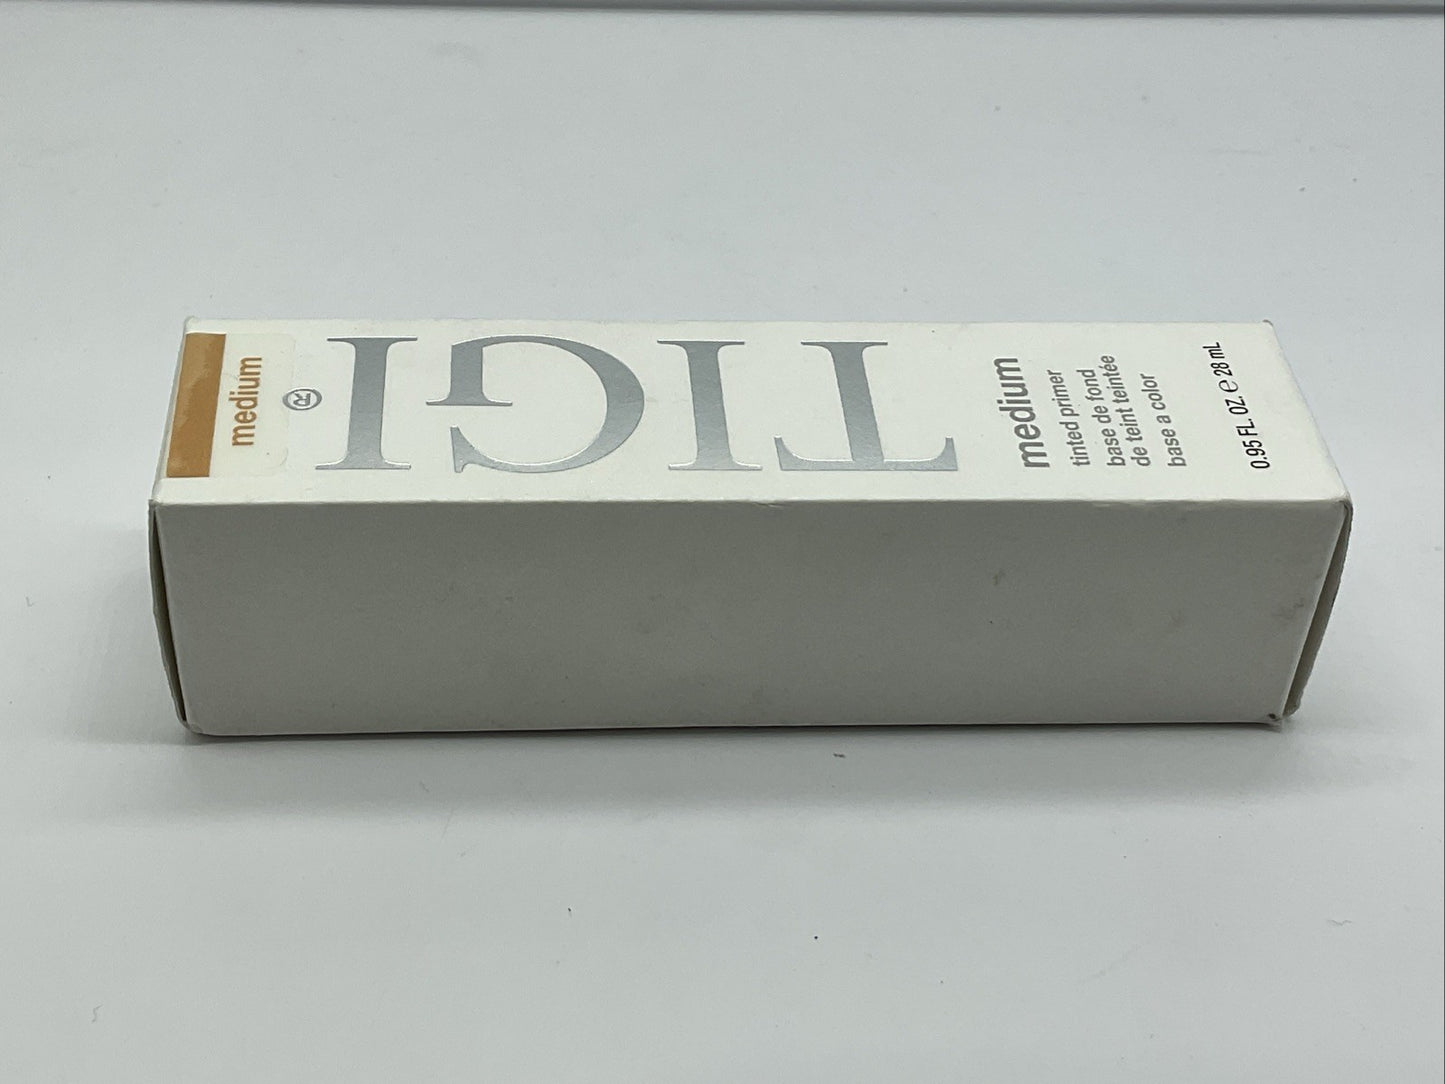 medium
TIGI®
medium
tinted primer
base de fond
de teint teintée
base a color
0.95 FL. OZ. ℮ 28 mL